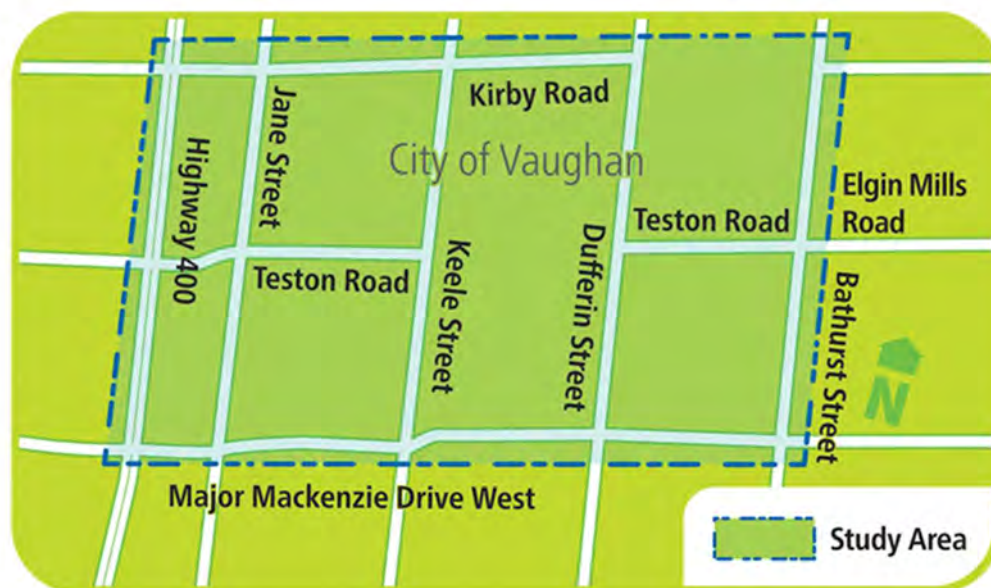 Kirby Road
Jane Street
City of Vaughan
Highway 400
Elgin Mills
Road
Teston Road
Teston Road
Keele Street
Dufferin Street
Bathurst Street
N
Major Mackenzie Drive West
Study Area